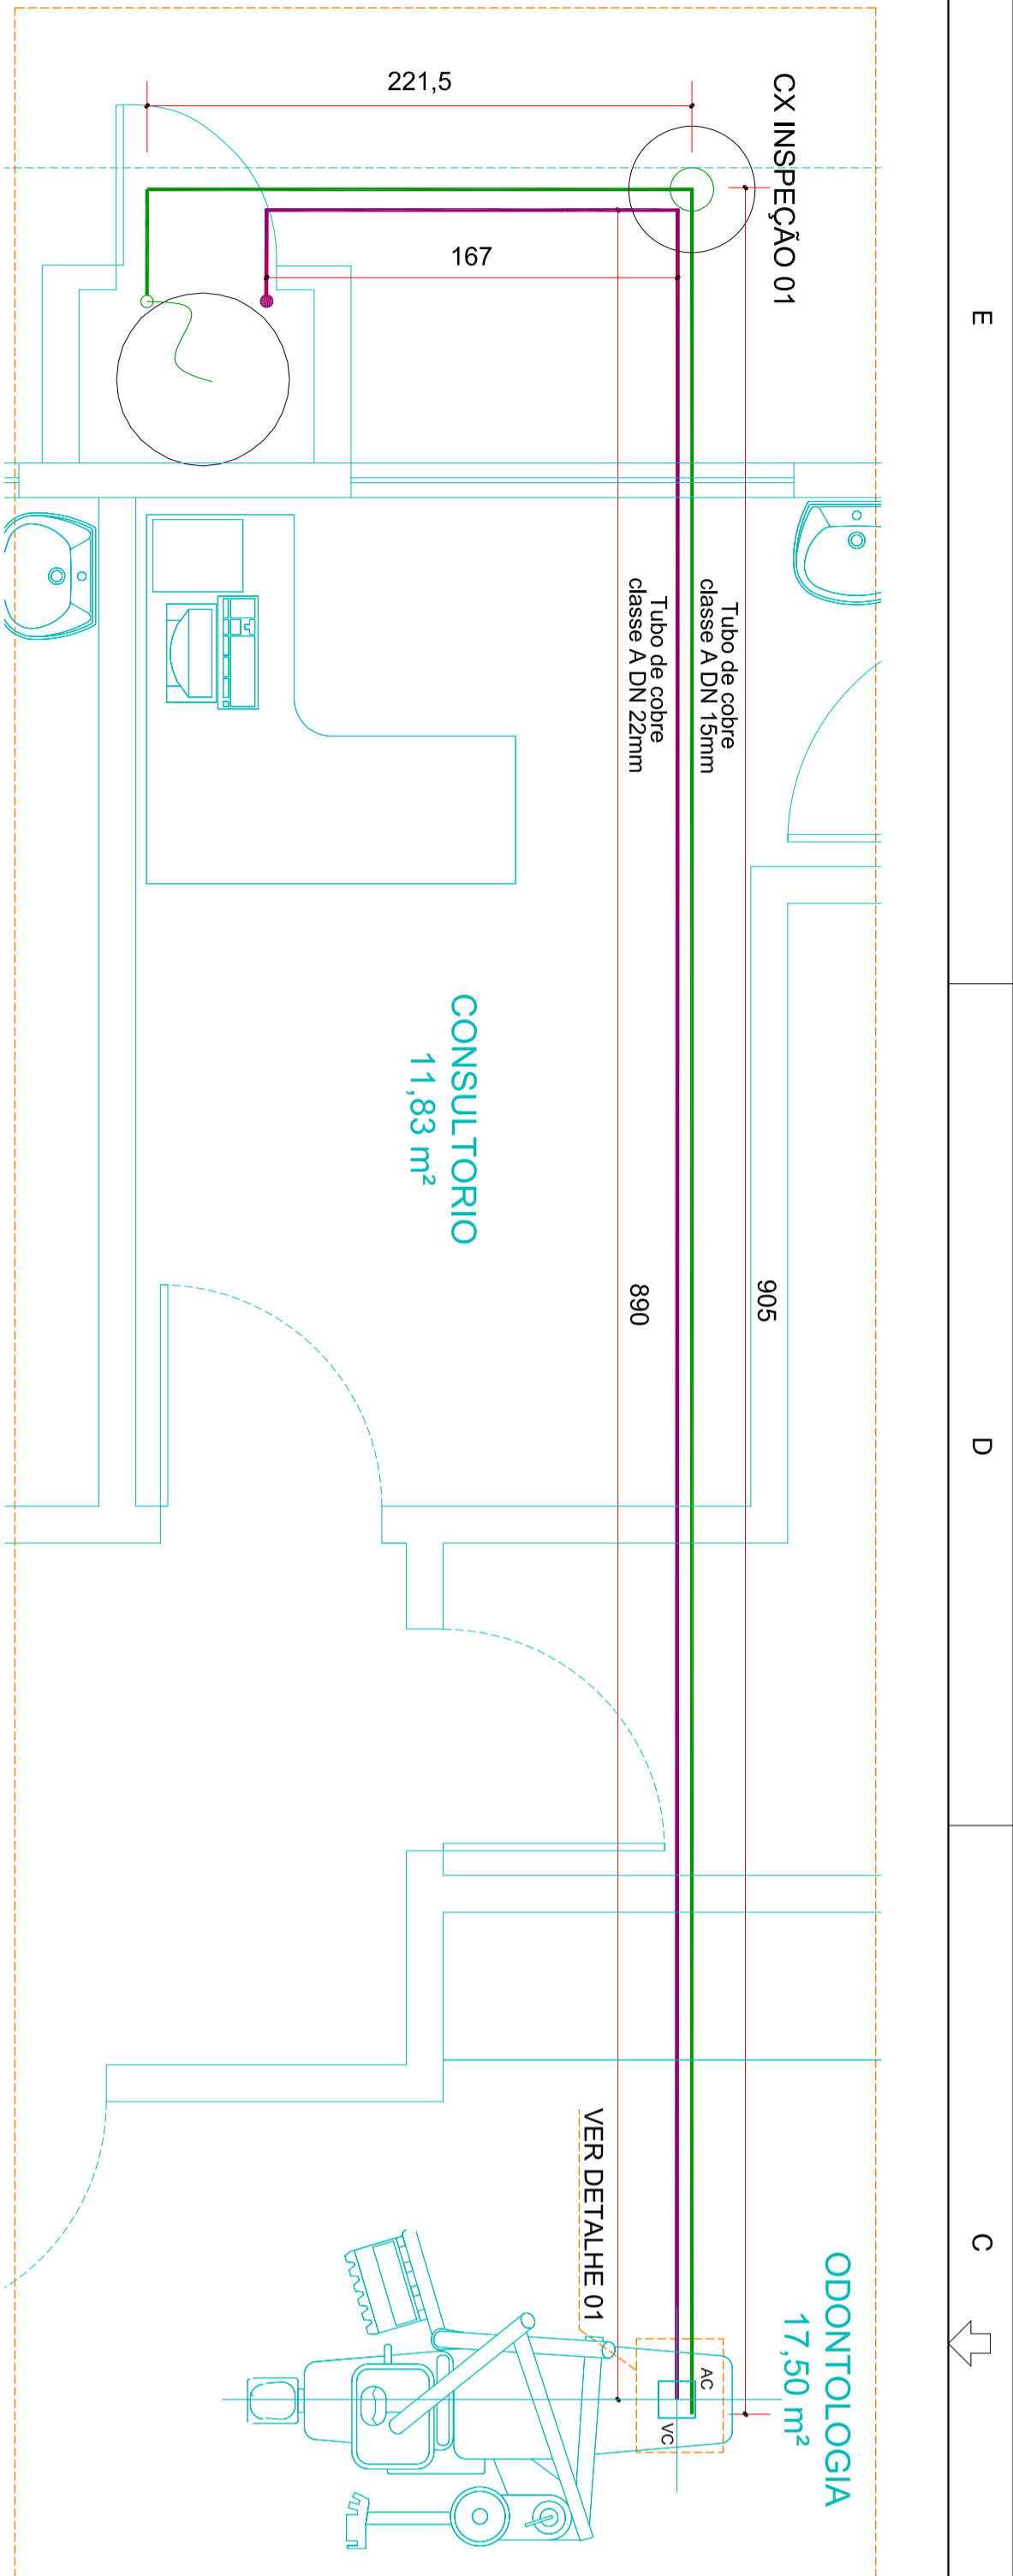 E
D
C
221,5
CX INSPEÇÃO 01
167
Tubo de cobre
classe A DN 15mm
Tubo de cobre
classe A DN 22mm
CONSULTORIO
11,83 m²
905
890
VER DETALHE 01
ODONTOLOGIA
17,50 m²
AC
VC